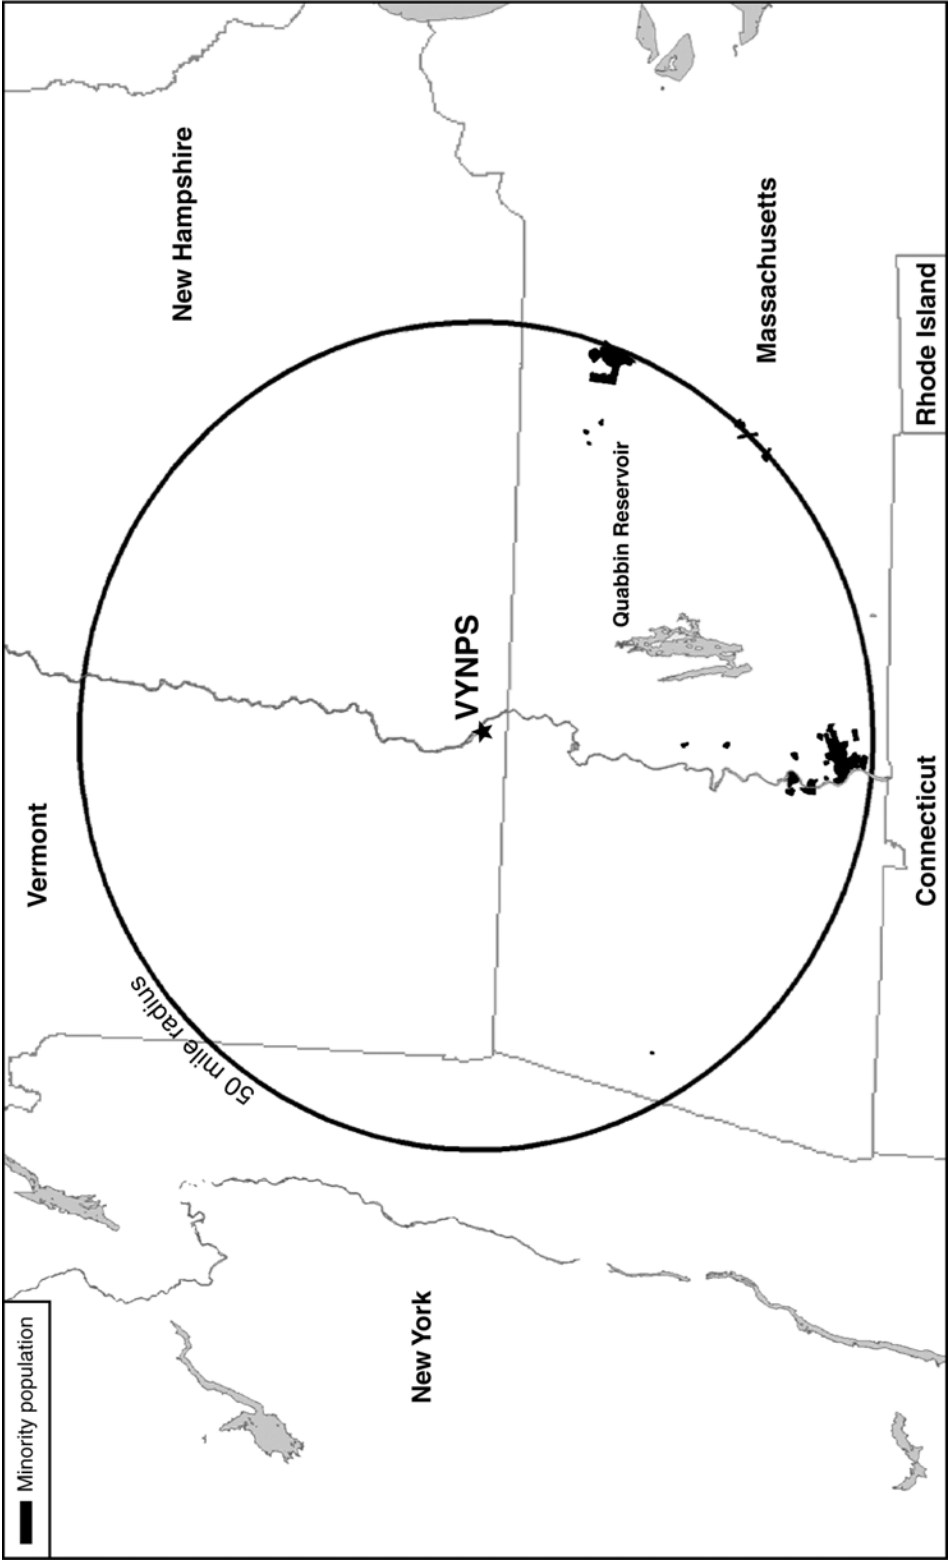 Vermont
New Hampshire
50 mile radius
VYNPS
New York
Quabbin Reservoir
Massachusetts
Connecticut
Rhode Island
Minority population